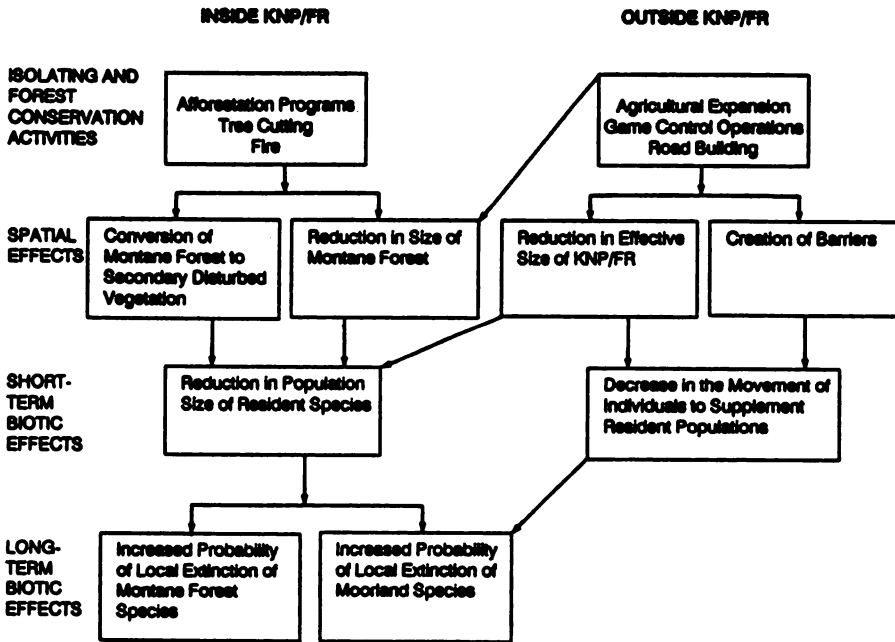 INSIDE KNP/FR
OUTSIDE KNP/FR
ISOLATING AND
FOREST
CONSERVATION
ACTIVITIES
Afforestation Programs
Tree Cutting
Fire
Agricultural Expansion
Game Control Operations
Road Building
SPATIAL
EFFECTS
Conversion of
Montane Forest to
Secondary Disturbed
Vegetation
Reduction in Size of
Montane Forest
Reduction in Effective
Size of KNP/FR
Creation of Barriers
SHORT-
TERM
BIOTIC
EFFECTS
Reduction in Population
Size of Resident Species
Decrease in the Movement of
Individuals to Supplement
Resident Populations
LONG-
TERM
BIOTIC
EFFECTS
Increased Probability
of Local Extinction of
Montane Forest
Species
Increased Probability
of Local Extinction of
Moorland Species